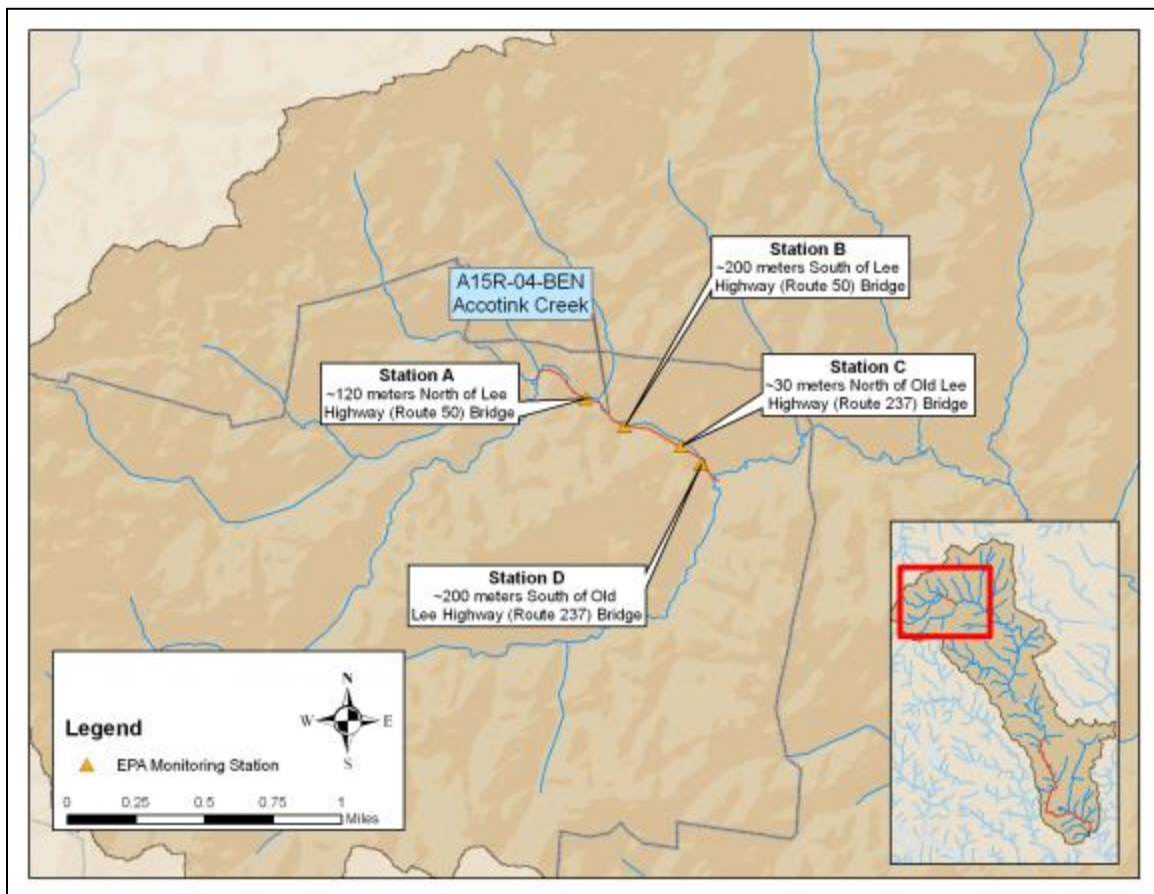 Station B
~200 meters South of Lee
Highway (Route 50) Bridge
A15R-04-BEN
Accotink Creek
Station A
~120 meters North of Lee
Highway (Route 50) Bridge
Station C
~30 meters North of Old Lee
Highway (Route 237) Bridge
Station D
~200 meters South of Old
Lee Highway (Route 237) Bridge
N
W E
S
Legend
EPA Monitoring Station
0 0.25 0.5 0.75 1
Miles